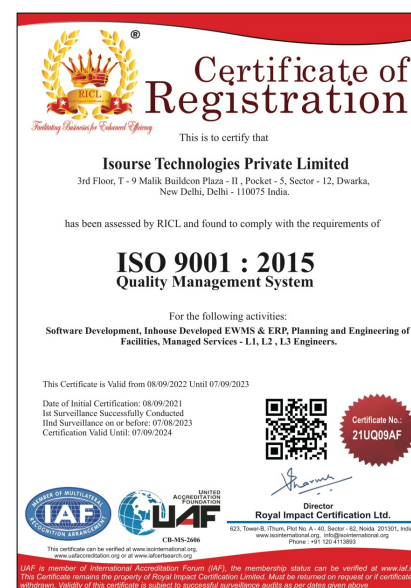 ®
RICL
Facilitating Businesses for Enhanced Efficiency
Certificate of
Registration
This is to certify that
Isourse Technologies Private Limited
3rd Floor, T - 9 Malik Buildcon Plaza - II , Pocket - 5, Sector - 12, Dwarka,
New Delhi, Delhi - 110075 India.
has been assessed by RICL and found to comply with the requirements of
ISO 9001 : 2015
Quality Management System
For the following activities:
Software Development, Inhouse Developed EWMS & ERP, Planning and Engineering of
Facilities, Managed Services - L1, L2 , L3 Engineers.
This Certificate is Valid from 08/09/2022 Until 07/09/2023
Date of Initial Certification: 08/09/2021
Ist Surveillance Successfully Conducted
IInd Surveillance on or before: 07/08/2023
Certification Valid Until: 07/09/2024
Certificate No.:
21UQ09AF
Sharma
Director
Royal Impact Certification Ltd.
623, Tower-B, iThum, Plot No. A - 40, Sector - 62, Noida 201301, India
www.isointernational.org, info@isointernational.org
Phone : +91 120 4113893
MEMBER OF MULTILATERAL
IAF
RECOGNITION ARRANGEMENT
UNITED
ACCREDITATION
FOUNDATION
UAF
CB-MS-2606
This certificate can be verified at www.isointernational.org,
www.uafaccreditation.org or at www.iafcertsearch.org
UAF is member of International Accreditation Forum (IAF), the membership status can be verified at www.iaf.
This Certificate remains the property of Royal Impact Certification Limited. Must be returned on request or if certificate
withdrawn. Validity of this certificate is subject to successful surveillance audits as per dates given above